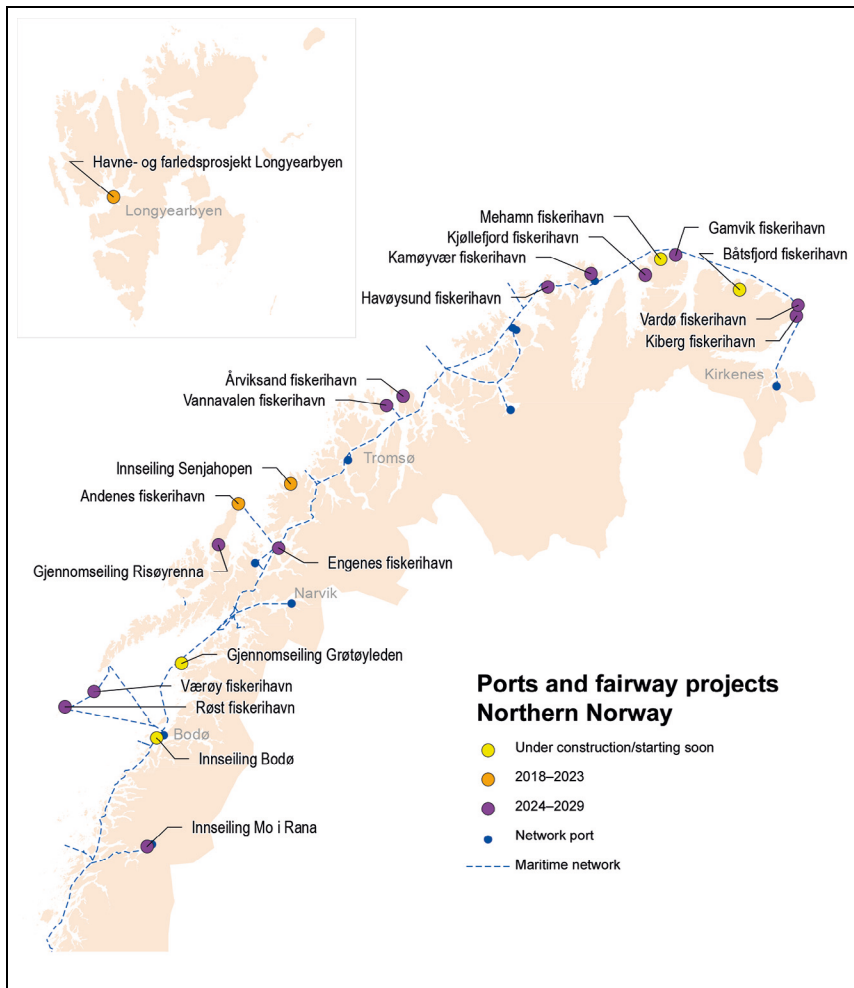 Havne- og farledsprosjekt Longyearbyen
Longyearbyen
Mehamn fiskerihavn
Gamvik fiskerihavn
Kjøllefjord fiskerihavn
Båtsfjord fiskerihavn
Kamøyvær fiskerihavn
Havøysund fiskerihavn
Vardø fiskerihavn
Kiberg fiskerihavn
Kirkenes
Årviksand fiskerihavn
Vannavalen fiskerihavn
Tromsø
Innseiling Senjahopen
Andenes fiskerihavn
Engenes fiskerihavn
Gjennomseiling Risøyrenna
Narvik
Gjennomseiling Grøtøyleden
Værøy fiskerihavn
Røst fiskerihavn
Bodø
Innseiling Bodø
Innseiling Mo i Rana
Ports and fairway projects
Northern Norway
Under construction/starting soon
2018–2023
2024–2029
Network port
Maritime network